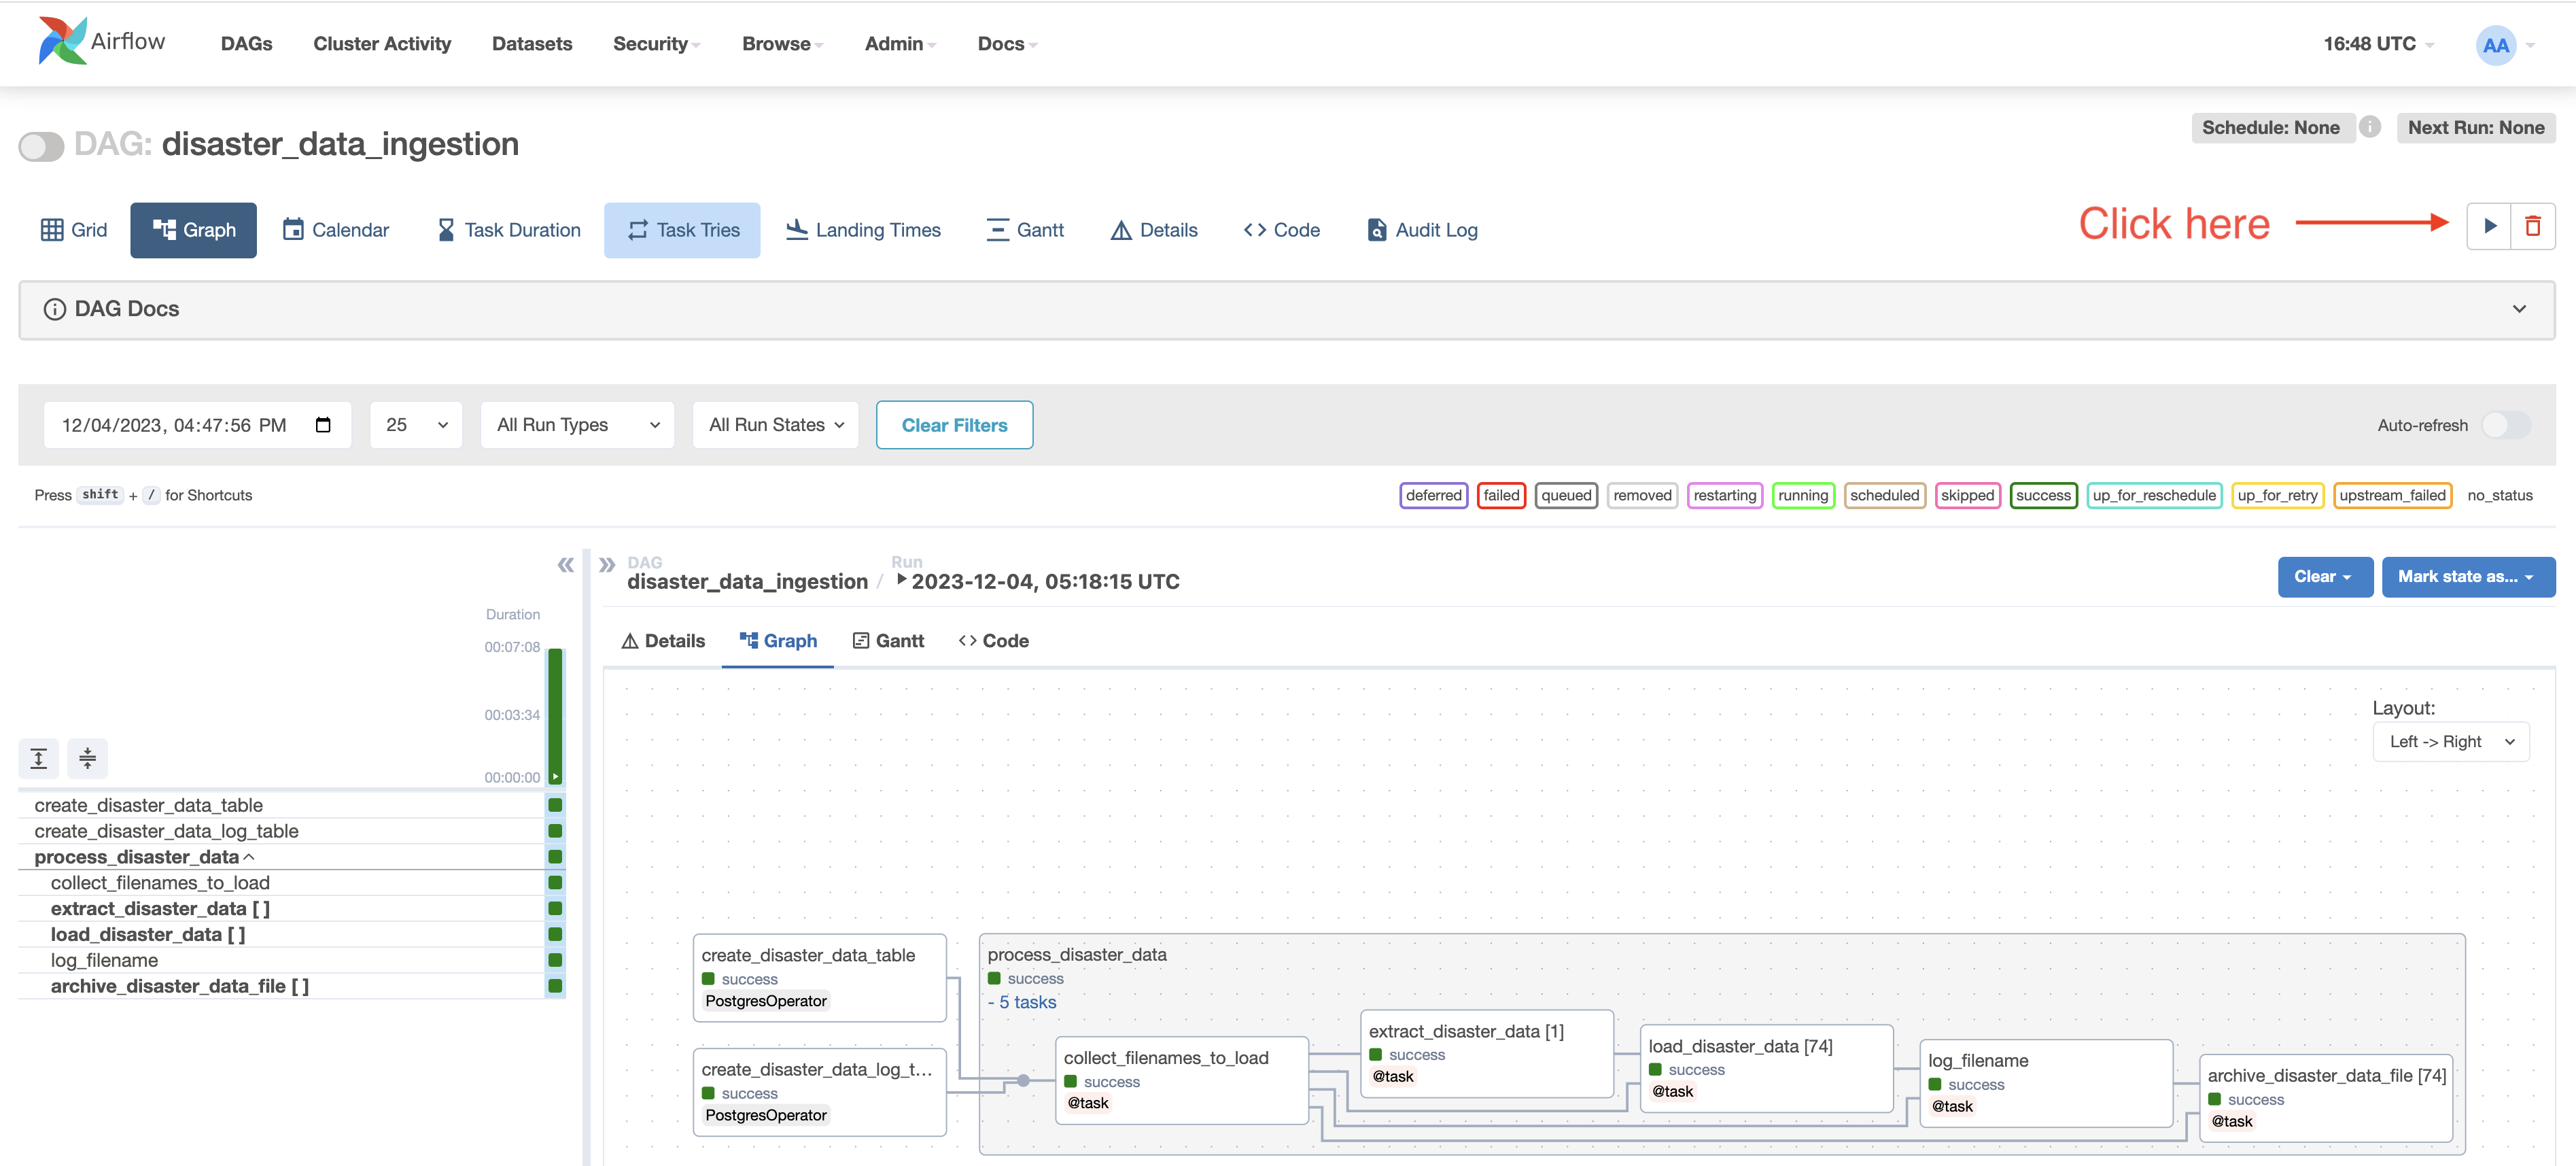 Airflow
DAGs
Cluster Activity
Datasets
Security
Browse
Admin
Docs
16:48 UTC
AA
DAG: disaster_data_ingestion
Schedule: None
Next Run: None
Grid
Graph
Calendar
Task Duration
Task Tries
Landing Times
Gantt
Details
Code
Audit Log
Click here
DAG Docs
12/04/2023, 04:47:56 PM
25
All Run Types
All Run States
Clear Filters
Auto-refresh
Press shift + / for Shortcuts
deferred
failed
queued
removed
restarting
running
scheduled
skipped
success
up_for_reschedule
up_for_retry
upstream_failed
no_status
DAG
disaster_data_ingestion
/
Run
2023-12-04, 05:18:15 UTC
Clear
Mark state as...
Duration
00:07:08
00:03:34
00:00:00
create_disaster_data_table
create_disaster_data_log_table
process_disaster_data
collect_filenames_to_load
extract_disaster_data [ ]
load_disaster_data [ ]
log_filename
archive_disaster_data_file [ ]
Details
Graph
Gantt
Code
Layout:
Left -> Right
create_disaster_data_table
success
PostgresOperator
create_disaster_data_log_t...
success
PostgresOperator
process_disaster_data
success
- 5 tasks
collect_filenames_to_load
success
@task
extract_disaster_data [1]
success
@task
load_disaster_data [74]
success
@task
log_filename
success
@task
archive_disaster_data_file [74]
success
@task